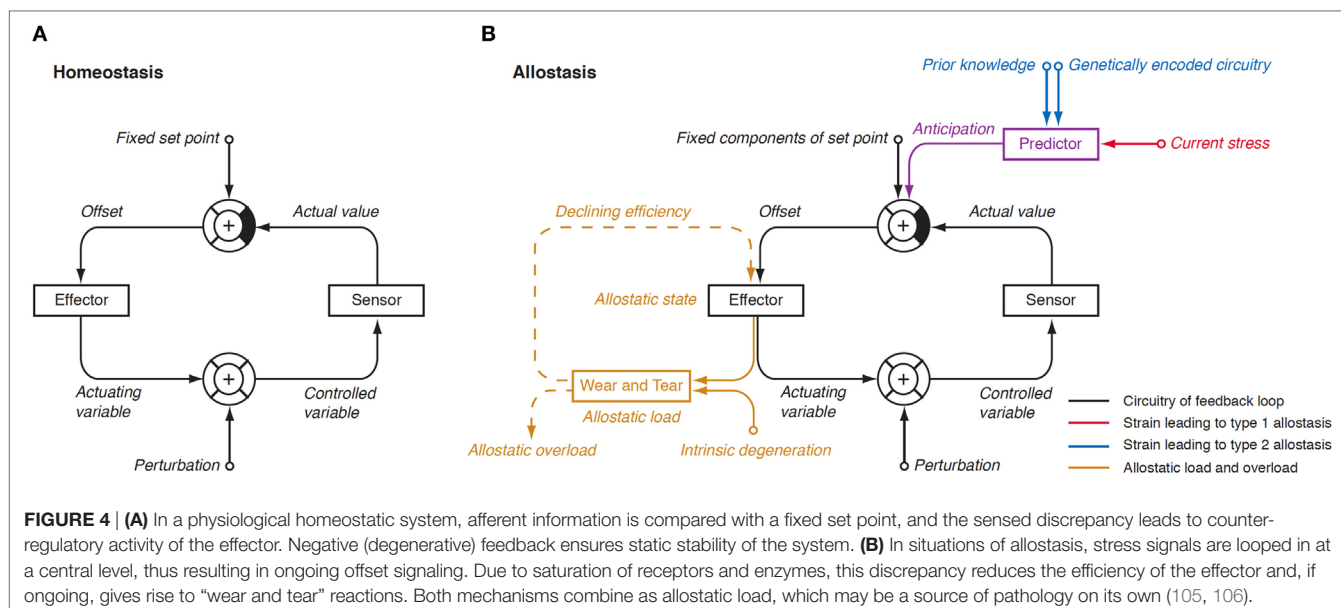 A
Homeostasis
Fixed set point
Offset
Actual value
Effector
Sensor
Actuating
variable
Controlled
variable
Perturbation
B
Allostasis
Prior knowledge
Genetically encoded circuitry
Fixed components of set point
Anticipation
Predictor
Current stress
Declining efficiency
Offset
Actual value
Allostatic state
Effector
Sensor
Wear and Tear
Allostatic load
Actuating
variable
Controlled
variable
Allostatic overload
Intrinsic degeneration
Perturbation
Circuitry of feedback loop
Strain leading to type 1 allostasis
Strain leading to type 2 allostasis
Allostatic load and overload
FIGURE 4 | (A) In a physiological homeostatic system, afferent information is compared with a fixed set point, and the sensed discrepancy leads to counter-
regulatory activity of the effector. Negative (degenerative) feedback ensures static stability of the system. (B) In situations of allostasis, stress signals are looped in at
a central level, thus resulting in ongoing offset signaling. Due to saturation of receptors and enzymes, this discrepancy reduces the efficiency of the effector and, if
ongoing, gives rise to “wear and tear” reactions. Both mechanisms combine as allostatic load, which may be a source of pathology on its own (105, 106).